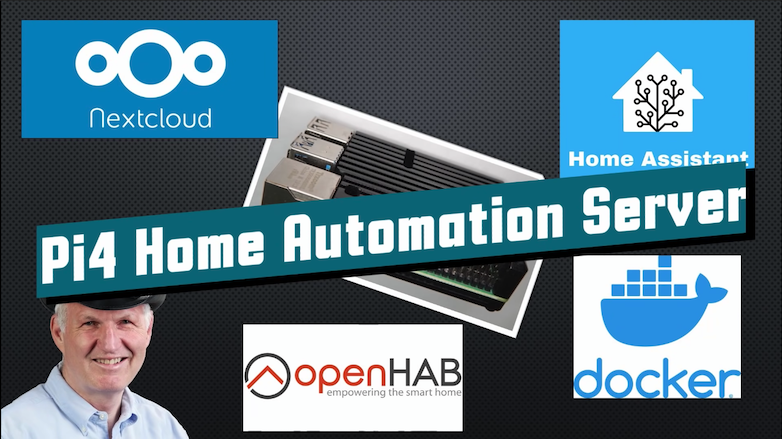 Nextcloud
Home Assistant
Pi4 Home Automation Server
openHAB
empowering the smart home
docker